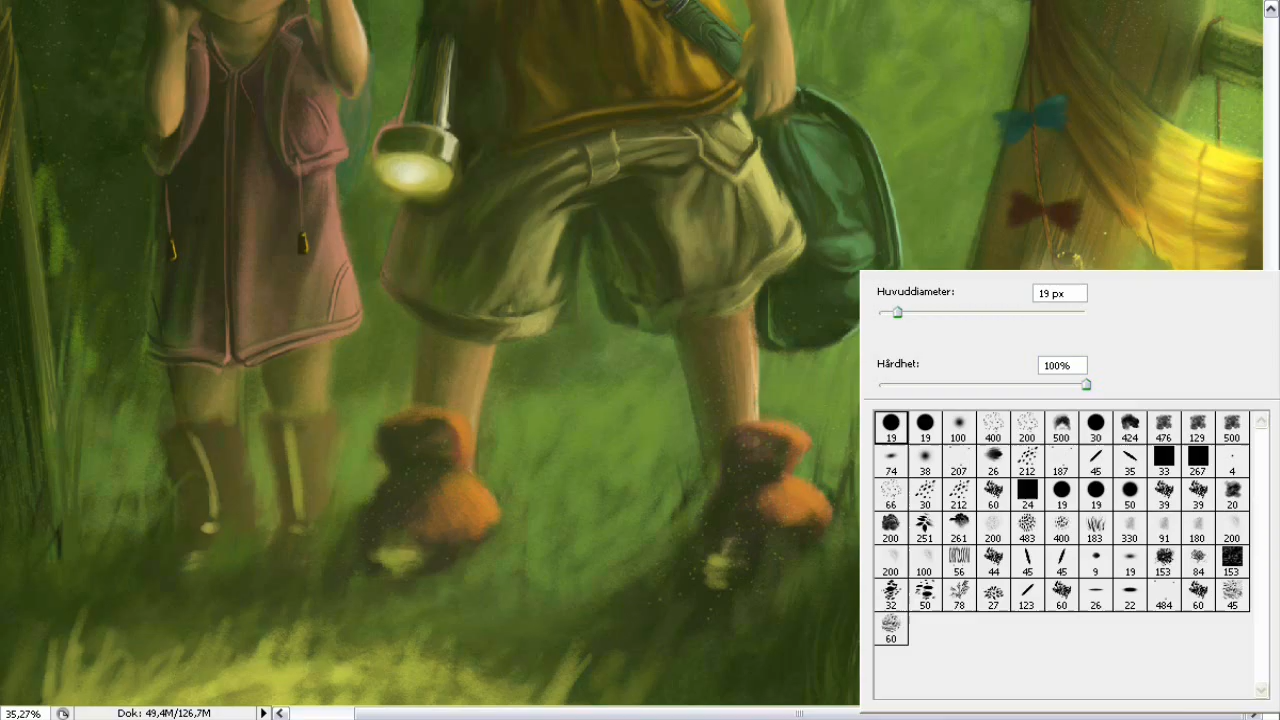 Huvuddiameter:
19 px
Hårdhet:
100%
19 19 100 400 200 500 30 424 476 129 500
74 38 207 26 212 187 45 35 33 267 4
66 30 212 60 24 19 19 50 39 39 20
200 251 261 200 483 400 183 330 91 180 200
200 100 56 44 45 45 9 19 153 84 153
32 50 78 27 123 60 26 22 484 60 45
60
35,27% Dok: 49,4M/126,7M